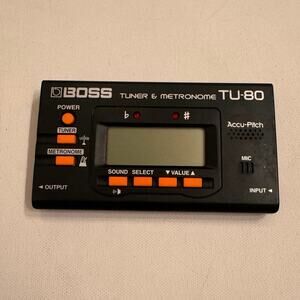 BOSS TUNER & METRONOME TU-80
POWER
♭ #
TUNER
Accu-Pitch
METRONOME
MIC
SOUND SELECT ▼ VALUE ▲
◄ OUTPUT
INPUT ◄